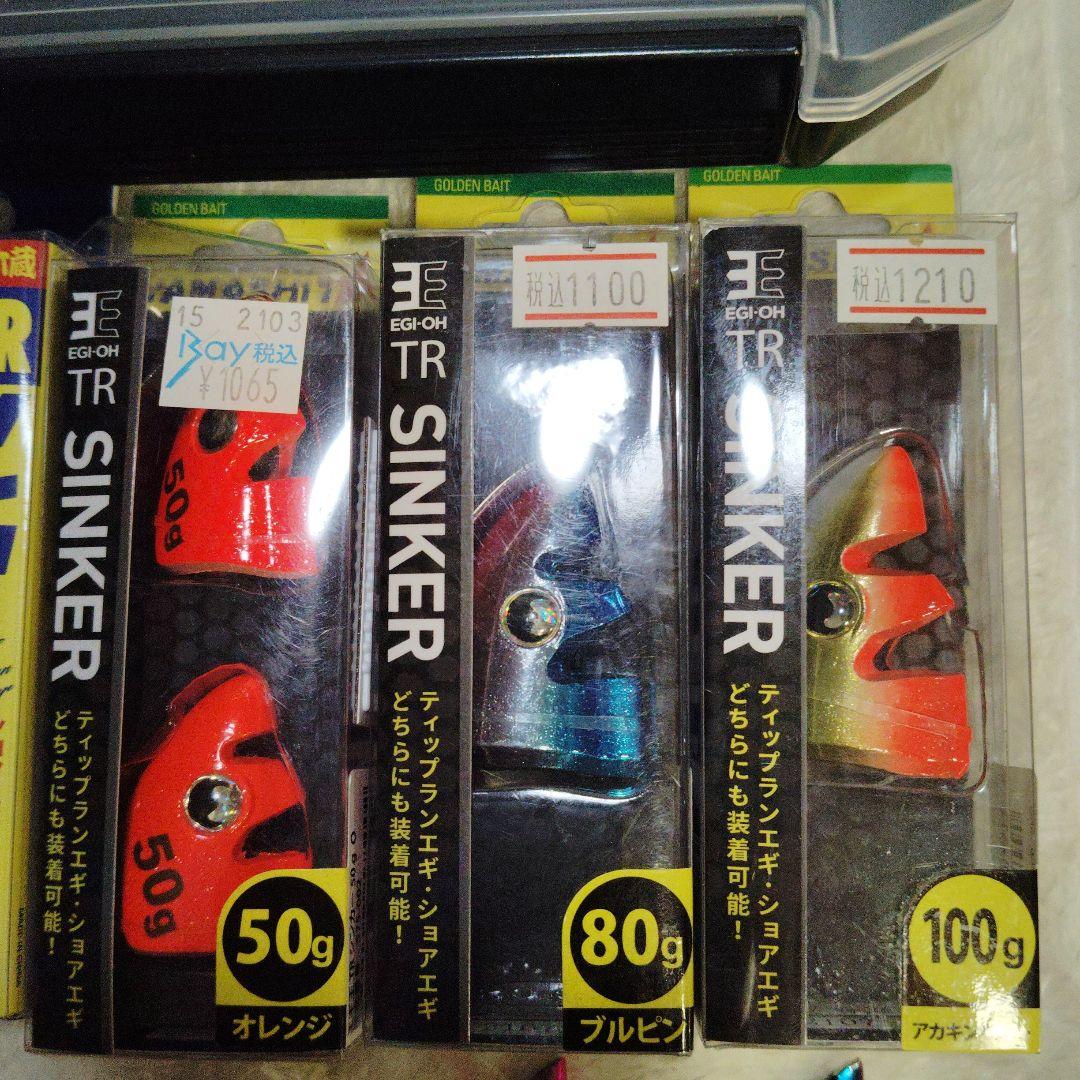 GOLDEN BAIT
GOLDEN BAIT
GOLDEN BAIT
蔵
R
EGI-OH
TR SINKER
15 2103
Bay 税込
¥1065
50g
50g
ティップランエギ・ショアエギ
どちらにも装着可能!
50g
オレンジ
EGI-OH
TR SINKER
税込1100
ティップランエギ・ショアエギ
どちらにも装着可能!
80g
ブルピン
EGI-OH
TR SINKER
税込1210
ティップランエギ・ショアエギ
どちらにも装着可能!
100g
アカキン